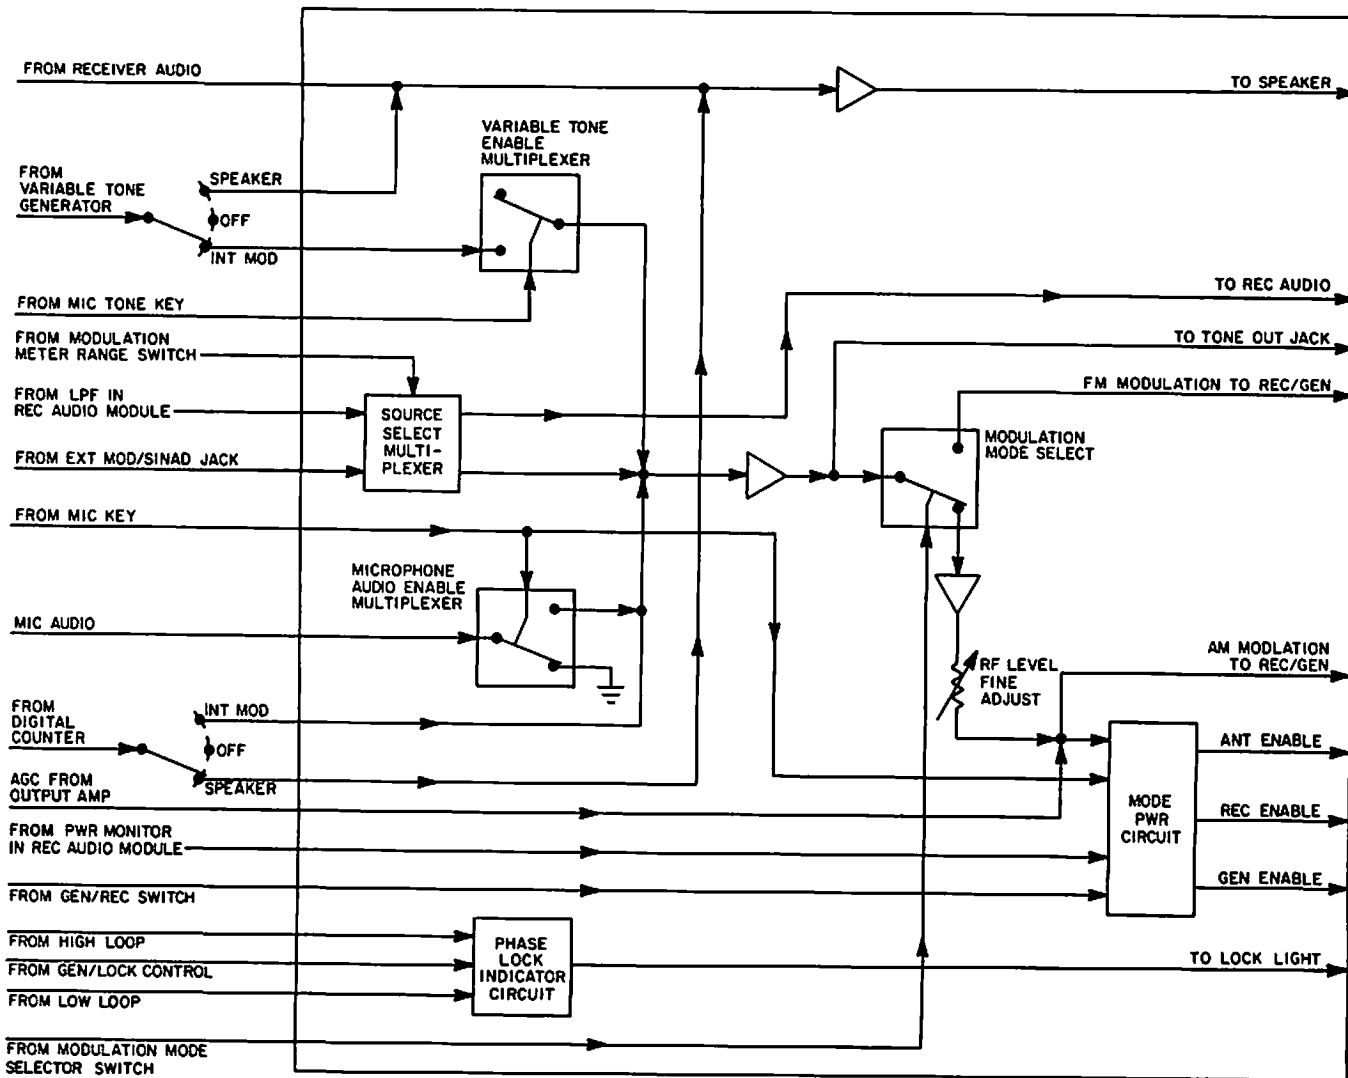 FROM RECEIVER AUDIO
TO SPEAKER
VARIABLE TONE
ENABLE
MULTIPLEXER
FROM
VARIABLE TONE
GENERATOR
SPEAKER
OFF
INT MOD
FROM MIC TONE KEY
TO REC AUDIO
FROM MODULATION
METER RANGE SWITCH
TO TONE OUT JACK
FROM LPF IN
REC AUDIO MODULE
FM MODULATION TO REC/GEN
SOURCE
SELECT
MULTI-
PLEXER
MODULATION
MODE SELECT
FROM EXT MOD/SINAD JACK
FROM MIC KEY
MICROPHONE
AUDIO ENABLE
MULTIPLEXER
MIC AUDIO
RF LEVEL
FINE
ADJUST
AM MODLATION
TO REC/GEN
FROM
DIGITAL
COUNTER
INT MOD
OFF
SPEAKER
ANT ENABLE
AGC FROM
OUTPUT AMP
MODE
PWR
CIRCUIT
REC ENABLE
FROM PWR MONITOR
IN REC AUDIO MODULE
GEN ENABLE
FROM GEN/REC SWITCH
FROM HIGH LOOP
FROM GEN/LOCK CONTROL
FROM LOW LOOP
PHASE
LOCK
INDICATOR
CIRCUIT
TO LOCK LIGHT
FROM MODULATION MODE
SELECTOR SWITCH